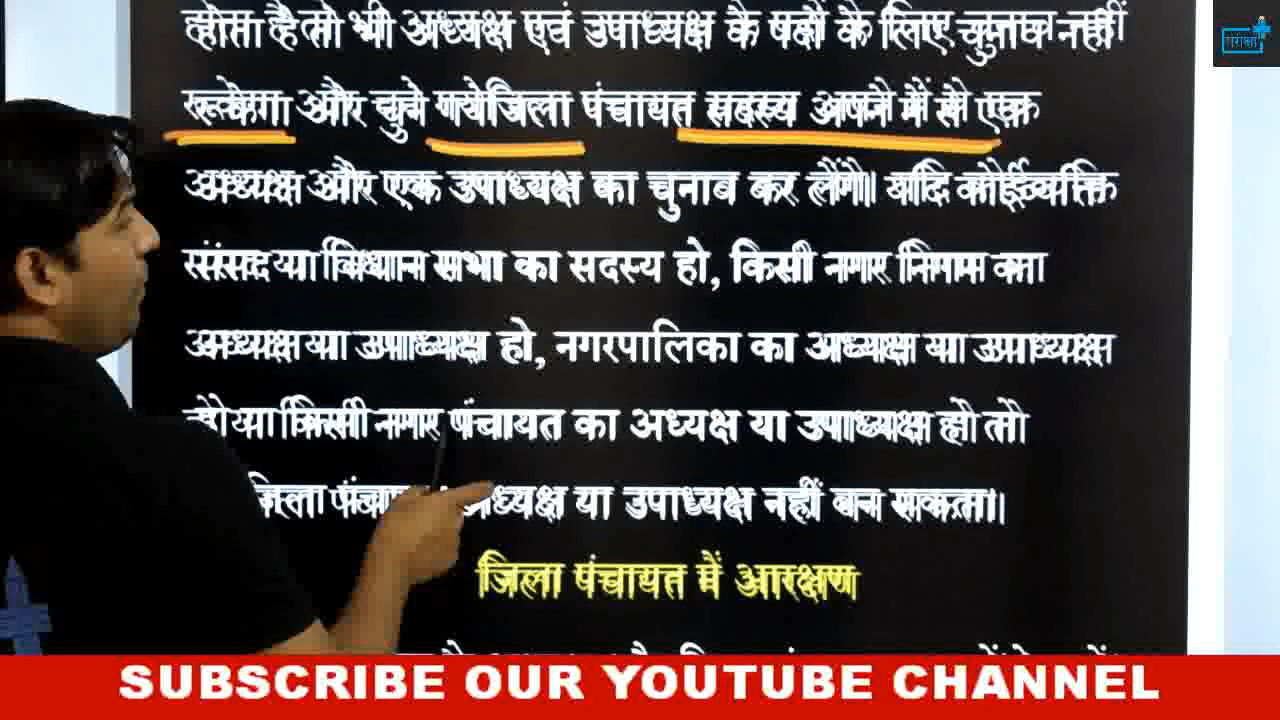 होता है तो भी अध्यक्ष एवं उपाध्यक्ष के पदों के लिए चुनाव नहीं
रुकेगा और चुने गये जिला पंचायत सदस्य अपने में से एक
अध्यक्ष और एक उपाध्यक्ष का चुनाव कर लेंगे। यदि कोई व्यक्ति
संसद या विधान सभा का सदस्य हो, किसी नगर निगम का
अध्यक्ष या उपाध्यक्ष हो, नगरपालिका का अध्यक्ष या उपाध्यक्ष
हो या किसी नगर पंचायत का अध्यक्ष या उपाध्यक्ष हो तो
जिला अध्यक्ष या उपाध्यक्ष नहीं बन सकता।
जिला पंचायत में आरक्षण
SUBSCRIBE OUR YOUTUBE CHANNEL